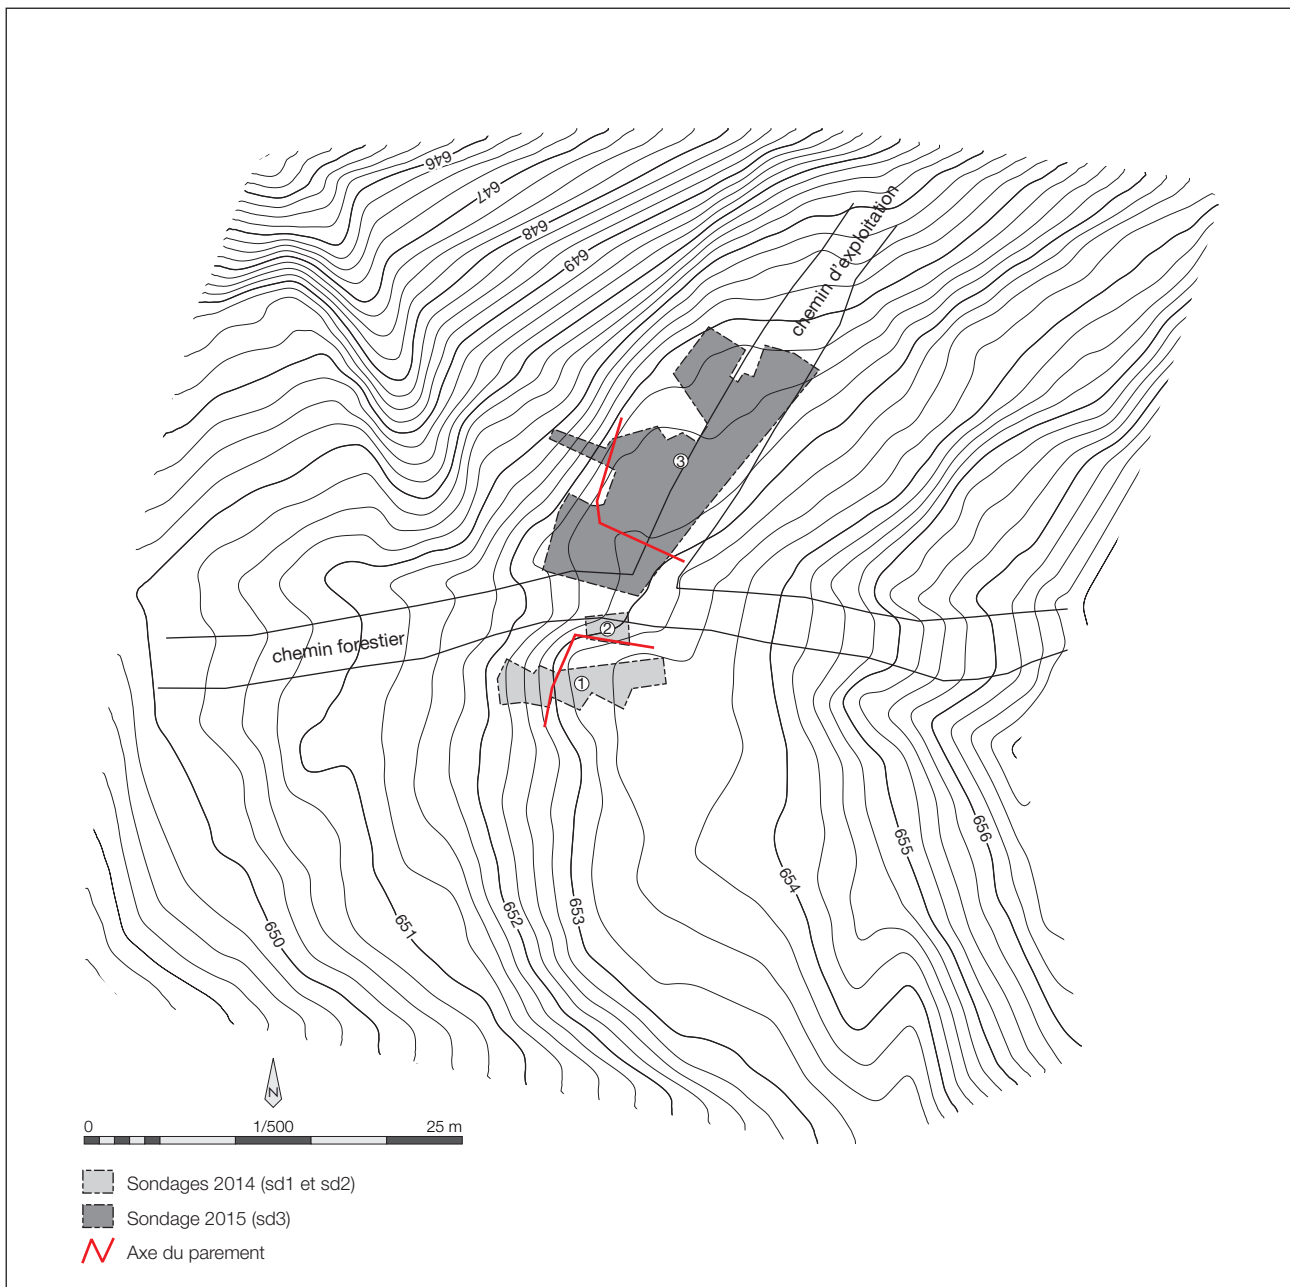 646
647
648
649
chemin d'exploitation
3
2
chemin forestier
1
655
656
654
652
653
651
650
N
0 1/500 25 m
Sondages 2014 (sd1 et sd2)
Sondage 2015 (sd3)
Axe du parement